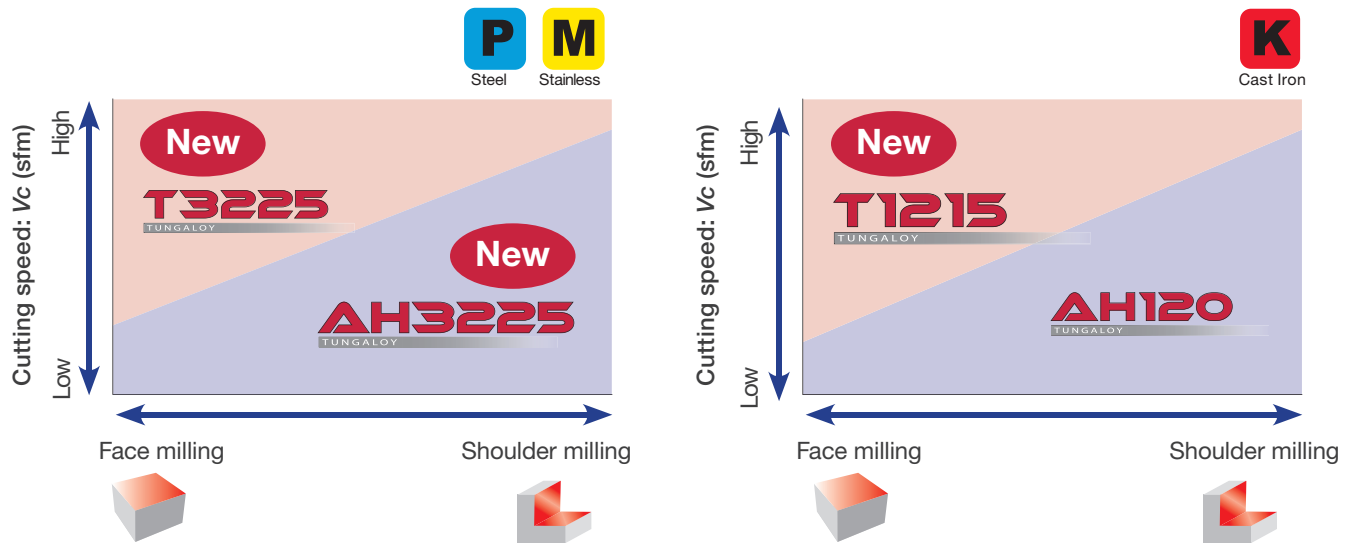 P M
Steel Stainless
Cutting speed: Vc (sfm)
High
Low
New
T3225
TUNGALOY
New
AH3225
TUNGALOY
Face milling
Shoulder milling
K
Cast Iron
Cutting speed: Vc (sfm)
High
Low
New
T1215
TUNGALOY
AH120
TUNGALOY
Face milling
Shoulder milling